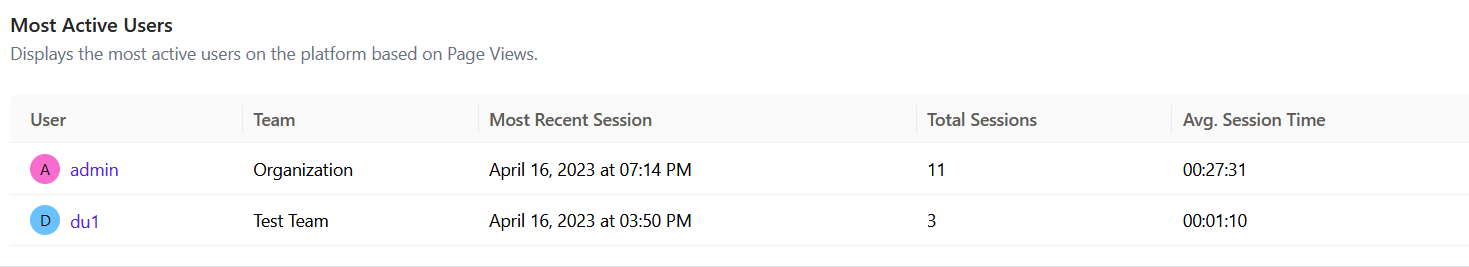 Most Active Users
Displays the most active users on the platform based on Page Views.
User Team Most Recent Session Total Sessions Avg. Session Time
A admin Organization April 16, 2023 at 07:14 PM 11 00:27:31
D du1 Test Team April 16, 2023 at 03:50 PM 3 00:01:10